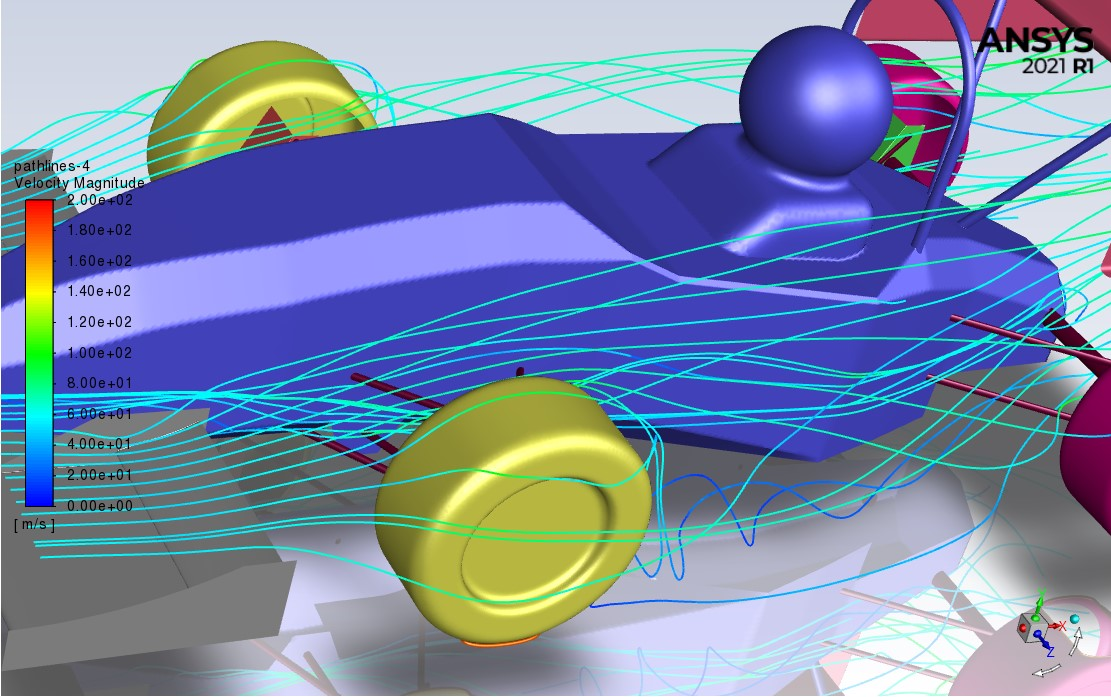 ANSYS
2021 R1
pathlines-4
Velocity Magnitude
2.00e+02
1.80e+02
1.60e+02
1.40e+02
1.20e+02
1.00e+02
8.00e+01
6.00e+01
4.00e+01
2.00e+01
0.00e+00
[ m/s ]
Y
X
Z